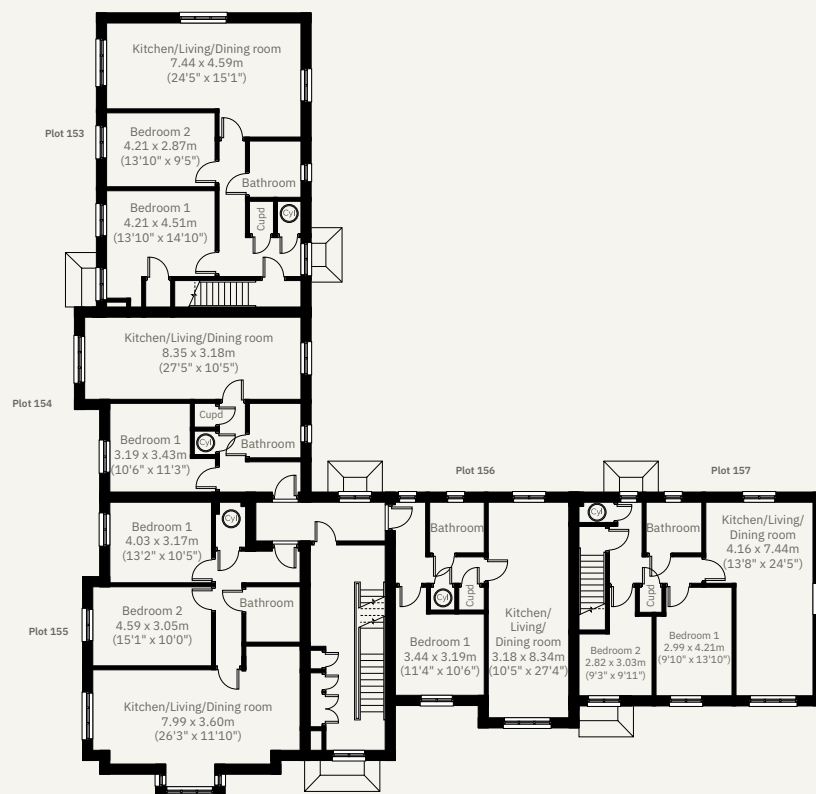 Kitchen/Living/Dining room
7.44 x 4.59m
(24'5" x 15'1")
Plot 153
Bedroom 2
4.21 x 2.87m
(13'10" x 9'5")
Bathroom
Bedroom 1
4.21 x 4.51m
(13'10" x 14'10")
Cupd
Cyl
Kitchen/Living/Dining room
8.35 x 3.18m
(27'5" x 10'5")
Plot 154
Cupd
Cyl
Bathroom
Bedroom 1
3.19 x 3.43m
(10'6" x 11'3")
Plot 156
Plot 157
Bedroom 1
4.03 x 3.17m
(13'2" x 10'5")
Cyl
Bathroom
Cyl
Cupd
Kitchen/
Living/
Dining room
3.18 x 8.34m
(10'5" x 27'4")
Bedroom 1
3.44 x 3.19m
(11'4" x 10'6")
Cyl
Bathroom
Kitchen/Living/
Dining room
4.16 x 7.44m
(13'8" x 24'5")
Cupd
Bedroom 2
2.82 x 3.03m
(9'3" x 9'11")
Bedroom 1
2.99 x 4.21m
(9'10" x 13'10")
Plot 155
Bedroom 2
4.59 x 3.05m
(15'1" x 10'0")
Bathroom
Kitchen/Living/Dining room
7.99 x 3.60m
(26'3" x 11'10")